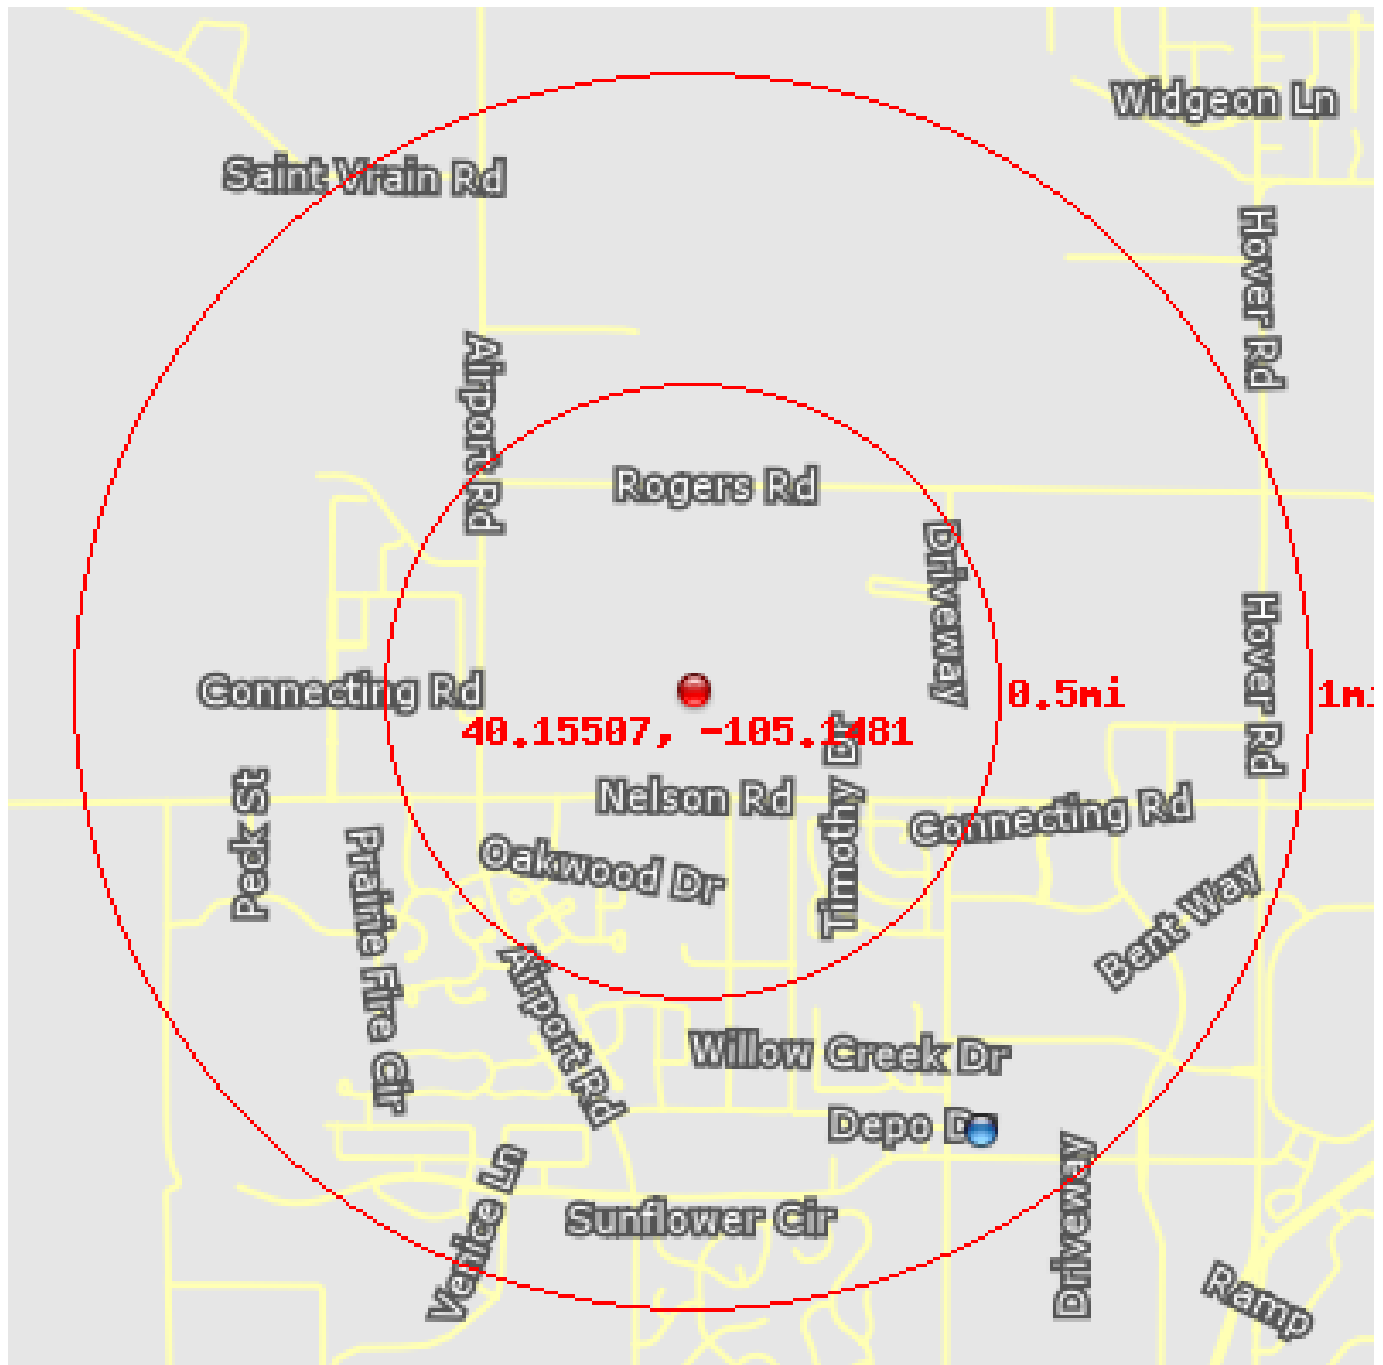 Widgeon Ln
Saint Vrain Rd
Hover Rd
Airport Rd
Rogers Rd
Driveway
Hover Rd
Connecting Rd
0.5mi
1mi
40.15507, -105.1481
Timothy Dr
Nelson Rd
Connecting Rd
Peck St
Prairie Fire Cir
Oakwood Dr
Bent Way
Airport Rd
Willow Creek Dr
Depo Dr
Driveway
Vertice Ln
Sunflower Cir
Ramp